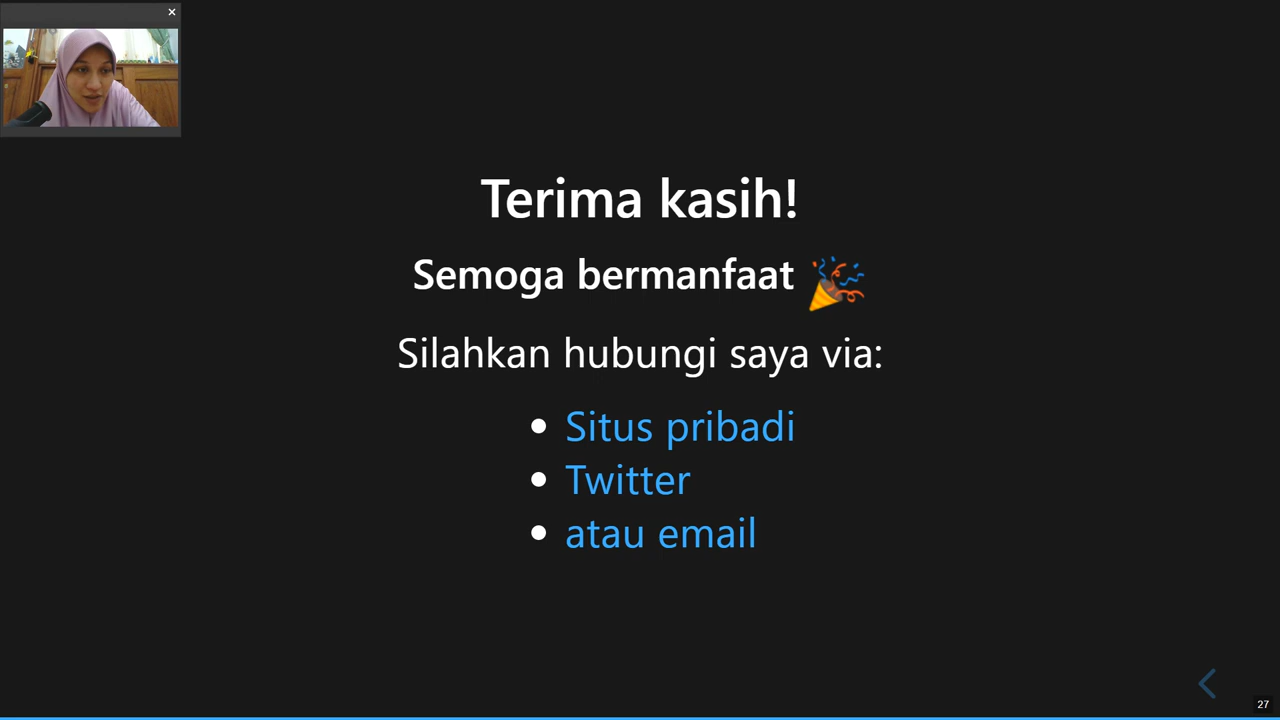 Terima kasih!
Semoga bermanfaat 🎉
Silahkan hubungi saya via:
• Situs pribadi
• Twitter
• atau email
27